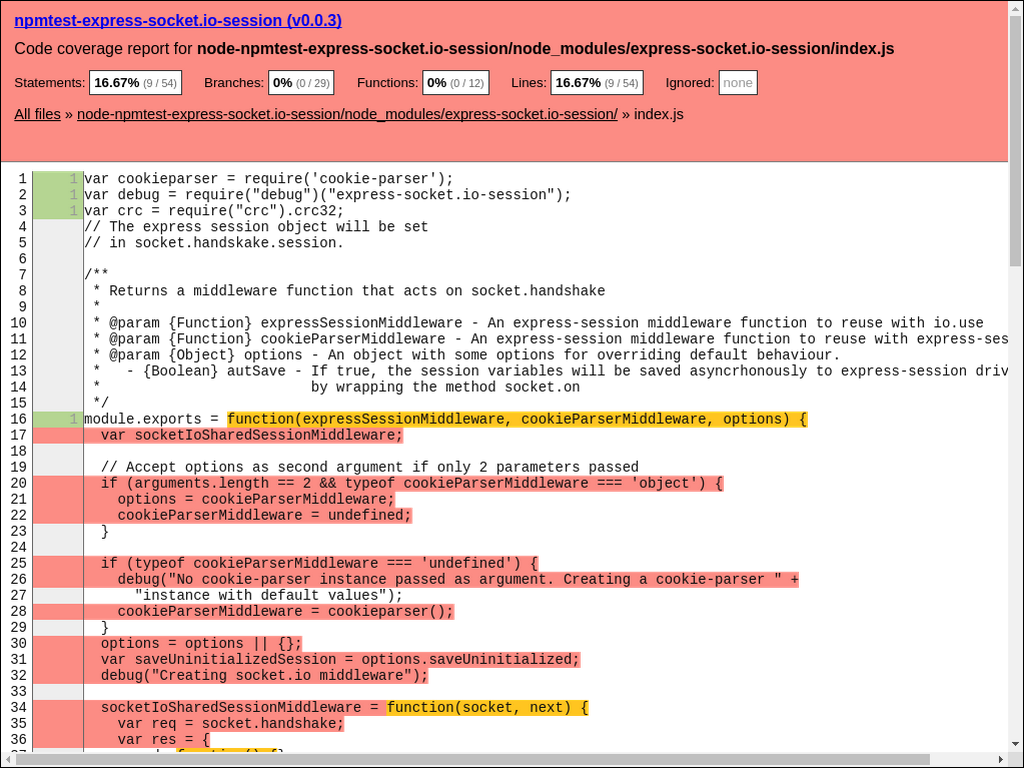 npmtest-express-socket.io-session (v0.0.3)
Code coverage report for node-npmtest-express-socket.io-session/node_modules/express-socket.io-session/index.js
Statements: 16.67% (9 / 54) Branches: 0% (0 / 29) Functions: 0% (0 / 12) Lines: 16.67% (9 / 54) Ignored: none
All files » node-npmtest-express-socket.io-session/node_modules/express-socket.io-session/ » index.js
1 1 var cookieparser = require('cookie-parser');
2 1 var debug = require("debug")("express-socket.io-session");
3 1 var crc = require("crc").crc32;
4 // The express session object will be set
5 // in socket.handskake.session.
6
7 /**
8 * Returns a middleware function that acts on socket.handshake
9 *
10 * @param {Function} expressSessionMiddleware - An express-session middleware function to reuse with io.use
11 * @param {Function} cookieParserMiddleware - An express-session middleware function to reuse with express-ses
12 * @param {Object} options - An object with some options for overriding default behaviour.
13 * - {Boolean} autSave - If true, the session variables will be saved asyncrhonously to express-session driv
14 * by wrapping the method socket.on
15 */
16 1 module.exports = function(expressSessionMiddleware, cookieParserMiddleware, options) {
17 var socketIoSharedSessionMiddleware;
18
19 // Accept options as second argument if only 2 parameters passed
20 if (arguments.length == 2 && typeof cookieParserMiddleware === 'object') {
21 options = cookieParserMiddleware;
22 cookieParserMiddleware = undefined;
23 }
24
25 if (typeof cookieParserMiddleware === 'undefined') {
26 debug("No cookie-parser instance passed as argument. Creating a cookie-parser " +
27 "instance with default values");
28 cookieParserMiddleware = cookieparser();
29 }
30 options = options || {};
31 var saveUninitializedSession = options.saveUninitialized;
32 debug("Creating socket.io middleware");
33
34 socketIoSharedSessionMiddleware = function(socket, next) {
35 var req = socket.handshake;
36 var res = {